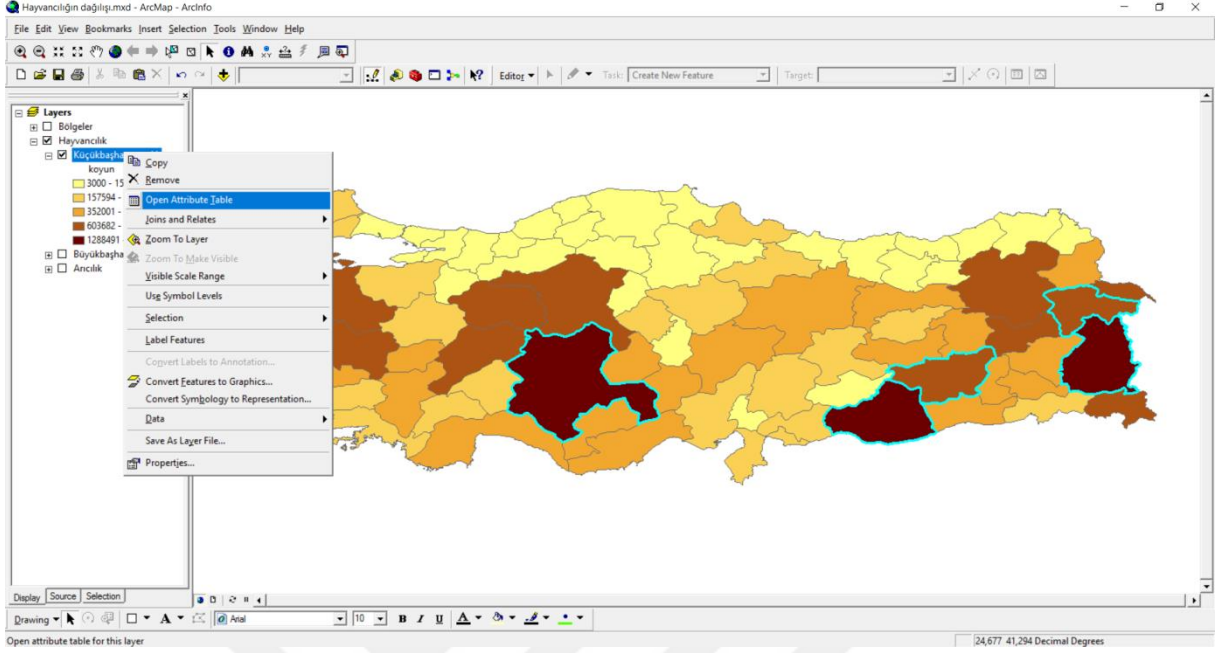 Hayvancılığın dağılışı.mxd - ArcMap - ArcInfo
File Edit View Bookmarks Insert Selection Tools Window Help
Editor Task: Create New Feature Target:
Layers
Bölgeler
Hayvancılık
Küçükbaşha
koyun
3000 - 15
157594 -
352001 -
603682 -
1288491
Büyükbaşha
Arıcılık
Copy
Remove
Open Attribute Table
Joins and Relates
Zoom To Layer
Zoom To Make Visible
Visible Scale Range
Use Symbol Levels
Selection
Label Features
Convert Labels to Annotation...
Convert Features to Graphics...
Convert Symbology to Representation...
Data
Save As Layer File...
Properties...
Display Source Selection
Drawing A Arial 10 B I U A
Open attribute table for this layer
24,677 41,294 Decimal Degrees